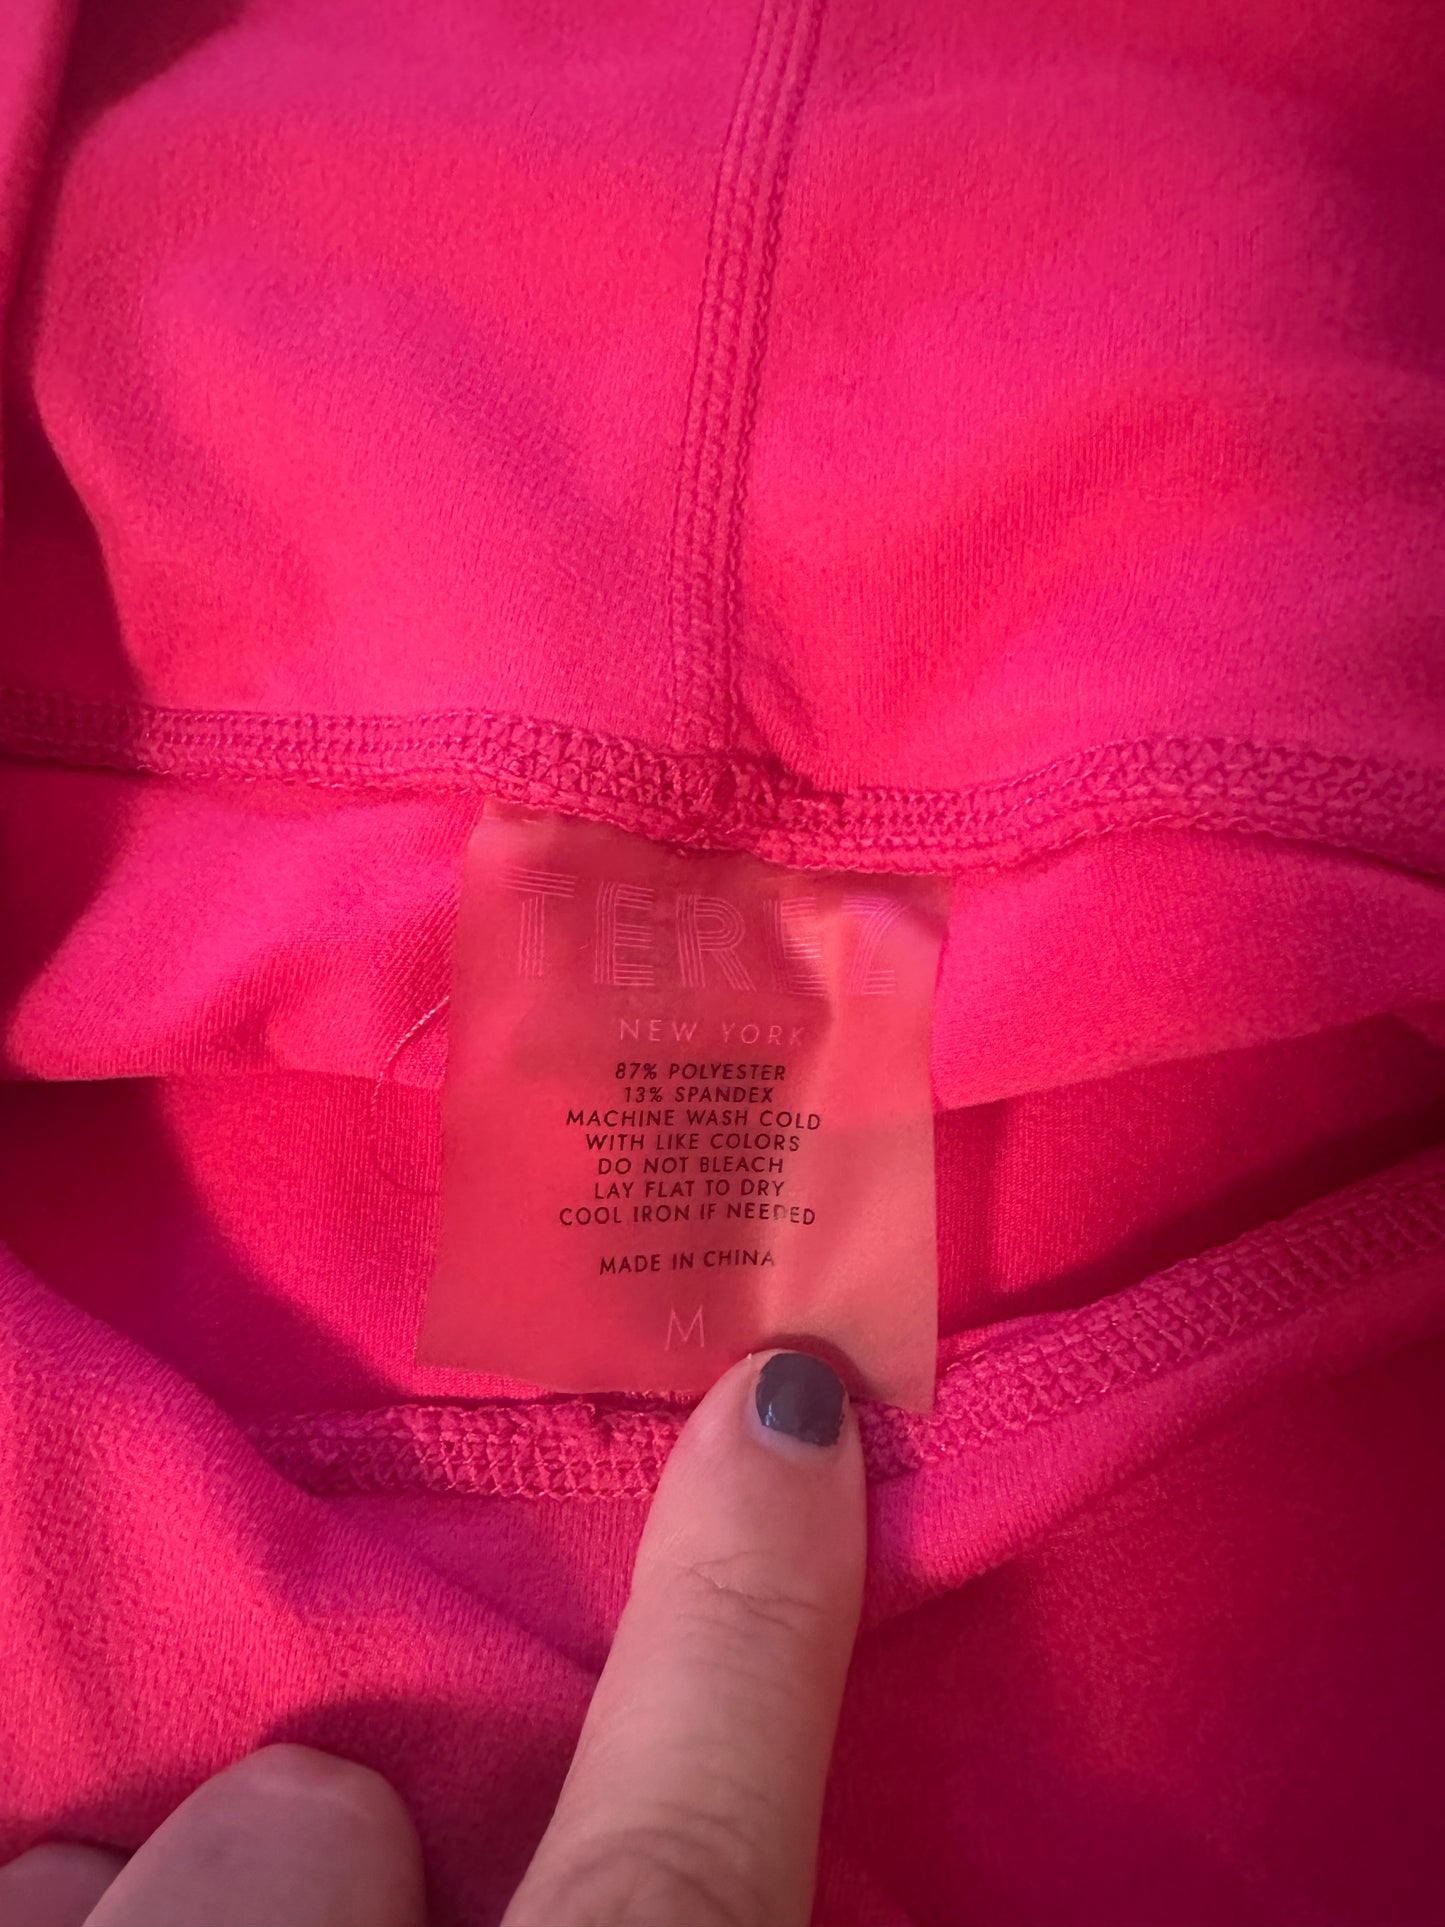 TEREZ
NEW YORK
87% POLYESTER
13% SPANDEX
MACHINE WASH COLD
WITH LIKE COLORS
DO NOT BLEACH
LAY FLAT TO DRY
COOL IRON IF NEEDED
MADE IN CHINA
M